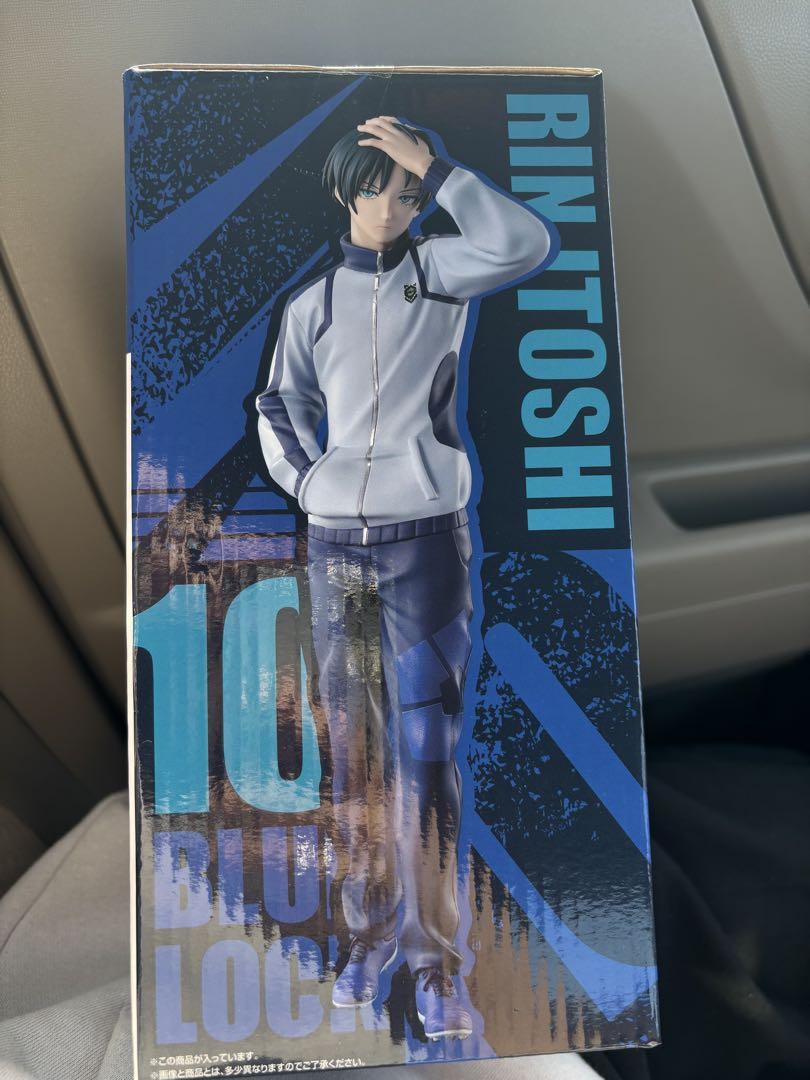 RIN ITOSHI
10
BLUE
LOCK
※この商品が入っています。
※画像と商品とは、多少異なりますのでご了承ください。